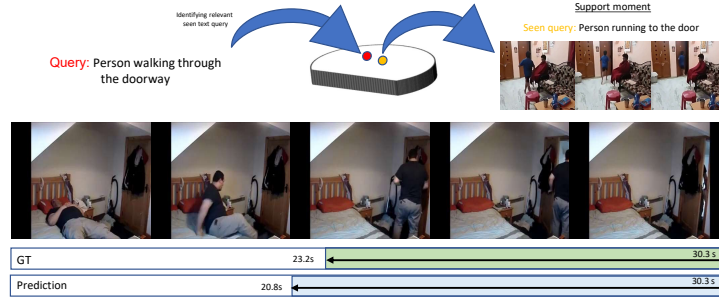 Identifying relevant
seen text query
Support moment
Seen query: Person running to the door
Query: Person walking through
the doorway
GT
23.2s
30.3 s
Prediction
20.8s
30.3 s